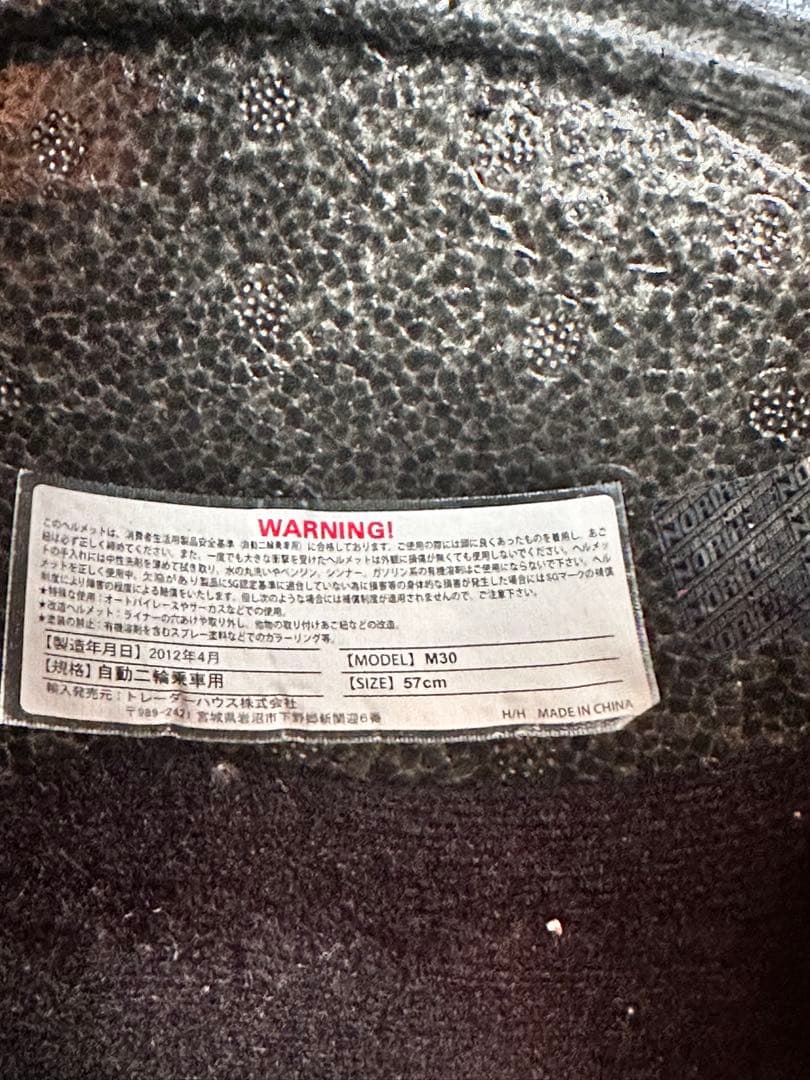 WARNING!
このヘルメットは、消費者生活用製品安全基準（自動二輪乗車用）に合格しております。ご使用の際には頭に良くあったものを着用し、あご
紐は必ず正しく締めてください。また、一度でも大きな衝撃を受けたヘルメットは外観に損傷が無くても使用しないでください。ヘルメッ
トの手入れには中性洗剤を薄めて拭き取り、水の丸洗いやベンジン、シンナー、ガソリン系の有機溶剤はご使用にならないで下さい。ヘル
メットを正しく使用中、欠陥があり製品にSG認定基準に適合していない為に損害等の身体的な損害が発生した場合にはSGマークの補償
制度により障害の程度による賠償をいたします。但し次のような場合には補償制度が適用されませんので、ご注意下さい。
★特殊な使用：オートバイレースやサーカスなどでの使用。
★改造ヘルメット：ライナーの穴あけや取り外し、他物の取り付けあご紐などの改造。
★塗装の禁止：有機溶剤を含むスプレー塗料などでのカラーリング等。
【製造年月日】2012年4月
【MODEL】M30
【規格】自動二輪乗車用
【SIZE】57cm
輸入発売元：トレーダーハウス株式会社
〒989-2421 宮城県岩沼市下野郷新関迎6番
H/H MADE IN CHINA